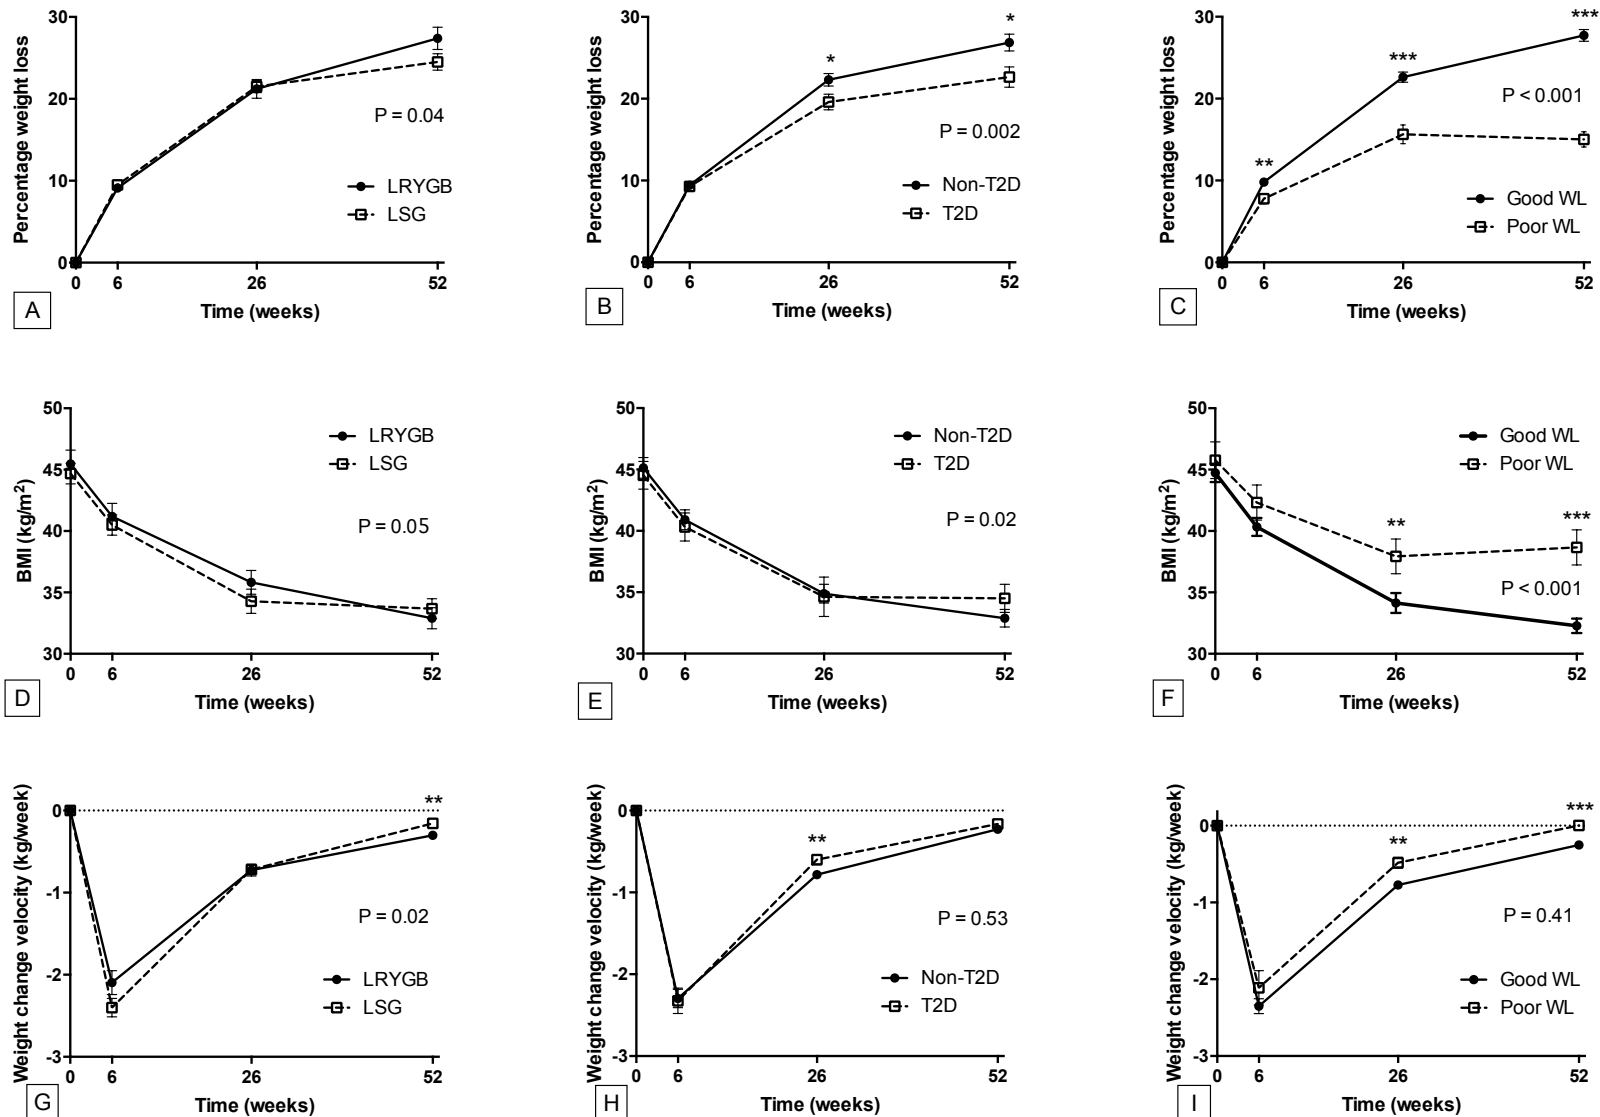 30
20
10
0
Percentage weight loss
P = 0.04
LRYGB
LSG
0 6 26 52
Time (weeks)
A
30
20
10
0
Percentage weight loss
*
*
P = 0.002
Non-T2D
T2D
0 6 26 52
Time (weeks)
B
30
20
10
0
Percentage weight loss
**
***
***
P < 0.001
Good WL
Poor WL
0 6 26 52
Time (weeks)
C
50
45
40
35
30
BMI (kg/m²)
LRYGB
LSG
P = 0.05
0 6 26 52
Time (weeks)
D
50
45
40
35
30
BMI (kg/m²)
Non-T2D
T2D
P = 0.02
0 6 26 52
Time (weeks)
E
50
45
40
35
30
BMI (kg/m²)
Good WL
Poor WL
**
***
P < 0.001
0 6 26 52
Time (weeks)
F
0
-1
-2
-3
Weight change velocity (kg/week)
**
P = 0.02
LRYGB
LSG
0 6 26 52
Time (weeks)
G
0
-1
-2
-3
Weight change velocity (kg/week)
**
P = 0.53
Non-T2D
T2D
0 6 26 52
Time (weeks)
H
0
-1
-2
-3
Weight change velocity (kg/week)
**
***
P = 0.41
Good WL
Poor WL
0 6 26 52
Time (weeks)
I